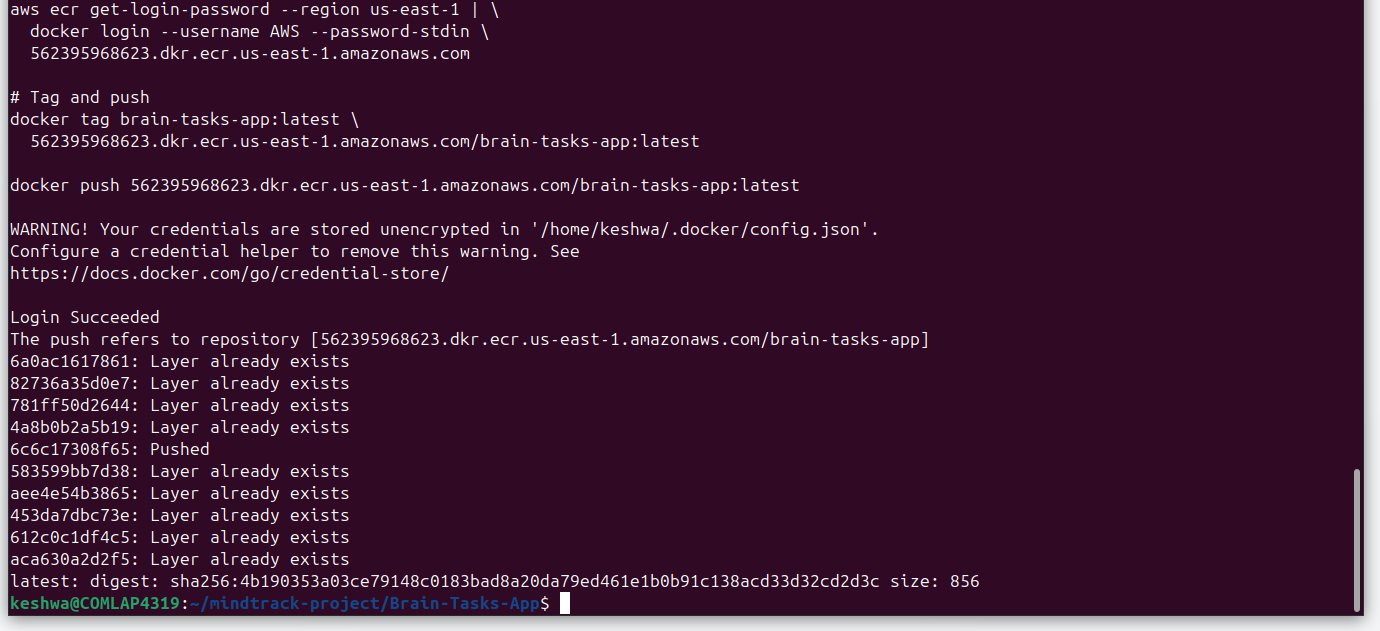 aws ecr get-login-password --region us-east-1 | \
docker login --username AWS --password-stdin \
562395968623.dkr.ecr.us-east-1.amazonaws.com
# Tag and push
docker tag brain-tasks-app:latest \
562395968623.dkr.ecr.us-east-1.amazonaws.com/brain-tasks-app:latest
docker push 562395968623.dkr.ecr.us-east-1.amazonaws.com/brain-tasks-app:latest
WARNING! Your credentials are stored unencrypted in '/home/keshwa/.docker/config.json'.
Configure a credential helper to remove this warning. See
https://docs.docker.com/go/credential-store/
Login Succeeded
The push refers to repository [562395968623.dkr.ecr.us-east-1.amazonaws.com/brain-tasks-app]
6a0ac1617861: Layer already exists
82736a35d0e7: Layer already exists
781ff50d2644: Layer already exists
4a8b0b2a5b19: Layer already exists
6c6c17308f65: Pushed
583599bb7d38: Layer already exists
aee4e54b3865: Layer already exists
453da7dbc73e: Layer already exists
612c0c1df4c5: Layer already exists
aca630a2d2f5: Layer already exists
latest: digest: sha256:4b190353a03ce79148c0183bad8a20da79ed461e1b0b91c138acd33d32cd2d3c size: 856
keshwa@COMLAP4319:~/mindtrack-project/Brain-Tasks-App$